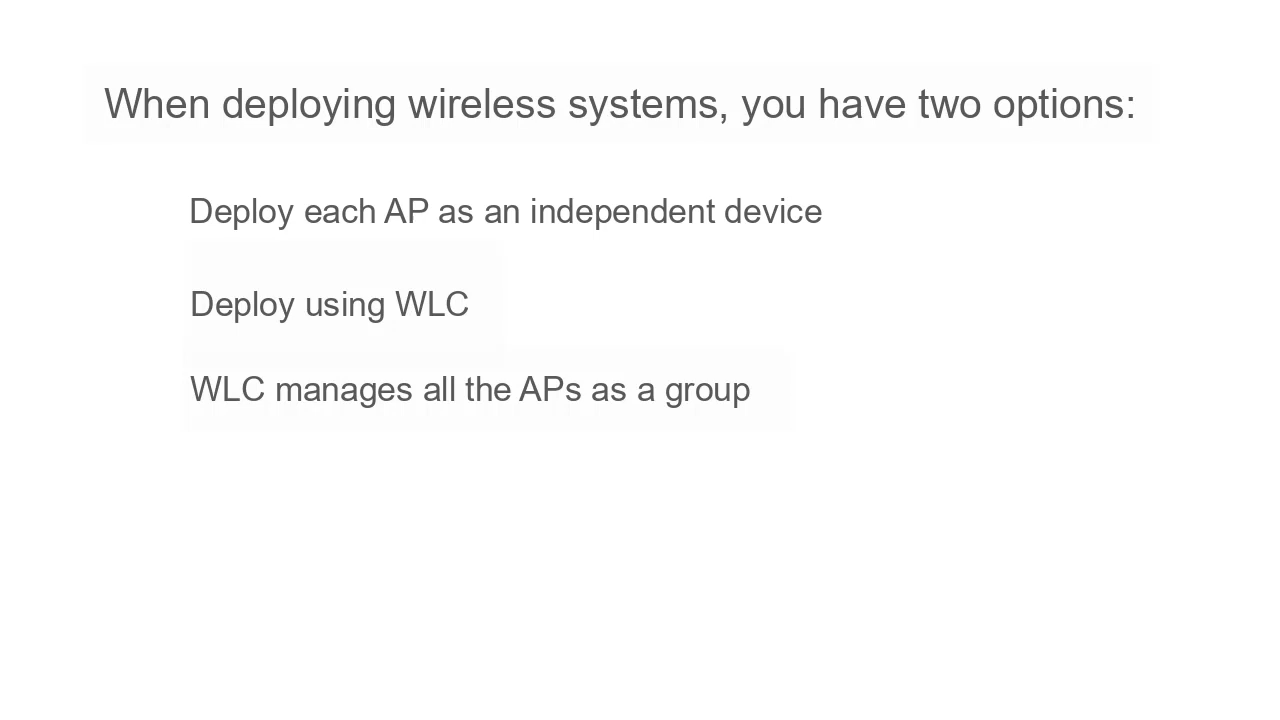 When deploying wireless systems, you have two options:
Deploy each AP as an independent device
Deploy using WLC
WLC manages all the APs as a group